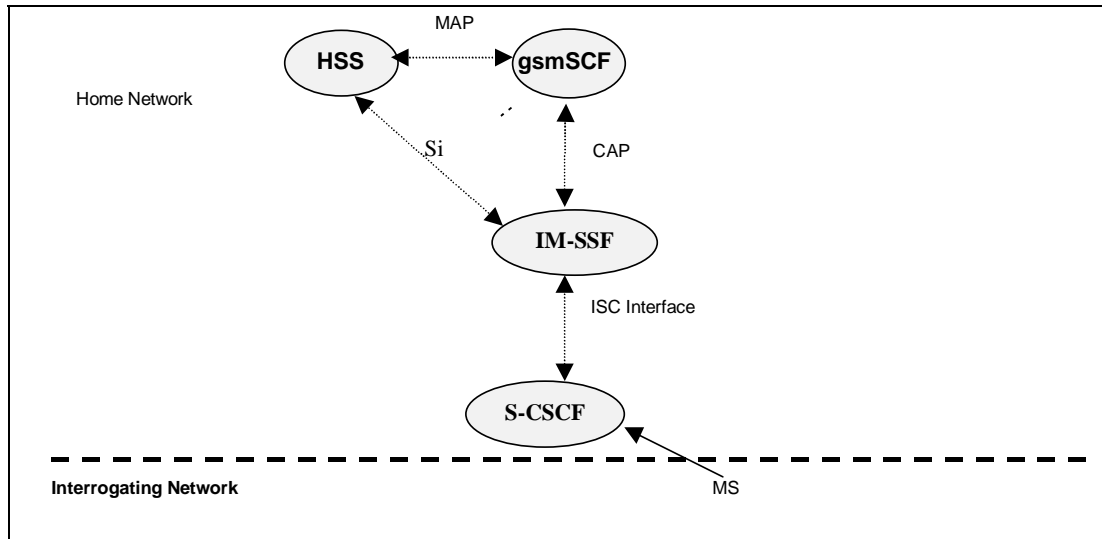 MAP
HSS
gsmSCF
Home Network
Si
CAP
IM-SSF
ISC Interface
S-CSCF
Interrogating Network
MS